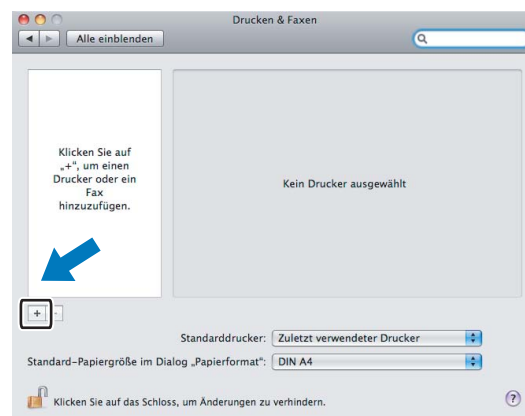 Drucken & Faxen
Alle einblenden
Klicken Sie auf
„+“, um einen
Drucker oder ein
Fax
hinzuzufügen.
Kein Drucker ausgewählt
+ -
Standarddrucker: Zuletzt verwendeter Drucker
Standard-Papiergröße im Dialog „Papierformat“: DIN A4
Klicken Sie auf das Schloss, um Änderungen zu verhindern. ?